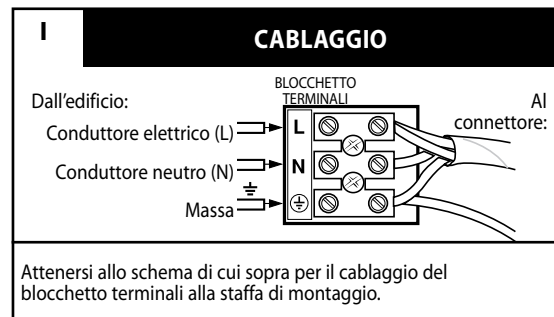 I
CABLAGGIO
Dall'edificio:
BLOCCHETTO
TERMINALI
Al
connettore:
Conduttore elettrico (L)
L
Conduttore neutro (N)
N
Massa
Attenersi allo schema di cui sopra per il cablaggio del
blocchetto terminali alla staffa di montaggio.